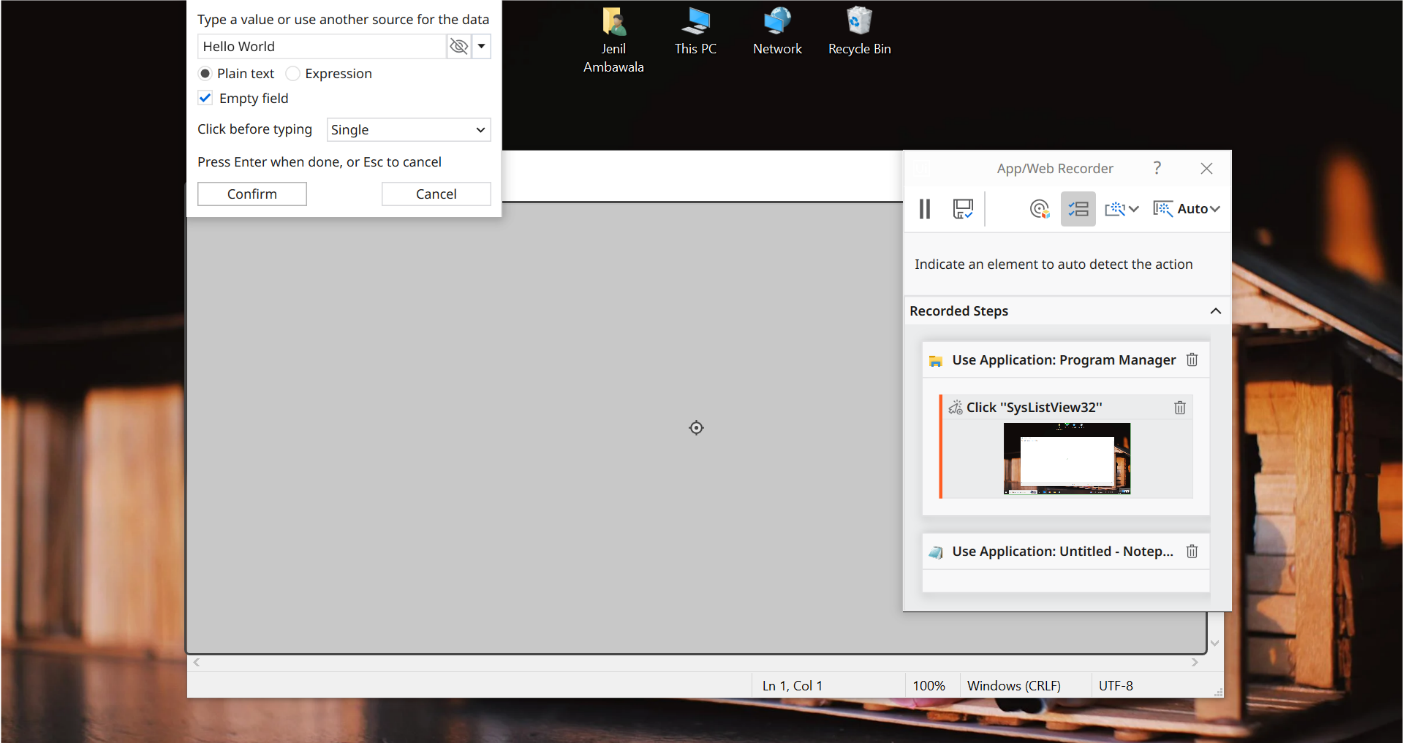 Type a value or use another source for the data
Hello World
Plain text Expression
Empty field
Click before typing Single
Press Enter when done, or Esc to cancel
Confirm Cancel
Jenil
Ambawala
This PC
Network
Recycle Bin
App/Web Recorder ?
Auto
Indicate an element to auto detect the action
Recorded Steps
Use Application: Program Manager
Click "SysListView32"
Use Application: Untitled - Notep...
Ln 1, Col 1 100% Windows (CRLF) UTF-8